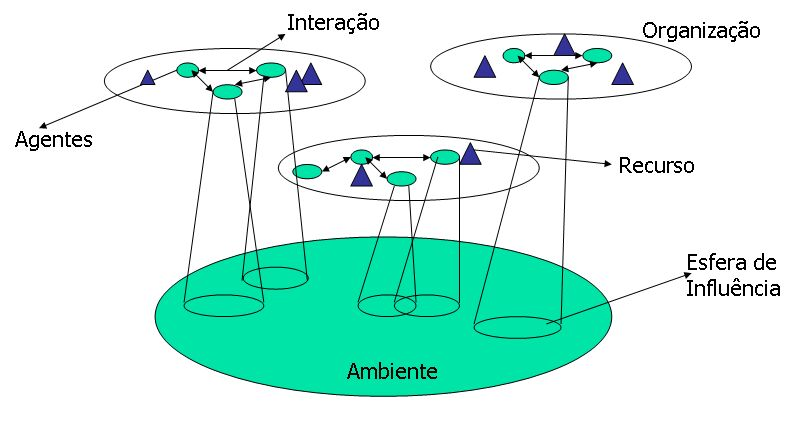 Interação
Organização
Agentes
Recurso
Esfera de
Influência
Ambiente